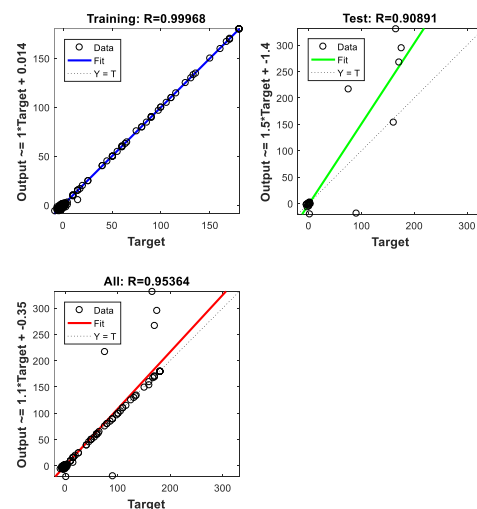 Training: R=0.99968
Output ~= 1*Target + 0.014
150
100
50
0
Data
Fit
Y = T
0 50 100 150
Target
Test: R=0.90891
Output ~= 1.5*Target + -1.4
300
250
200
150
100
50
0
Data
Fit
Y = T
0 100 200 300
Target
All: R=0.95364
Output ~= 1.1*Target + -0.35
300
250
200
150
100
50
0
Data
Fit
Y = T
0 100 200 300
Target